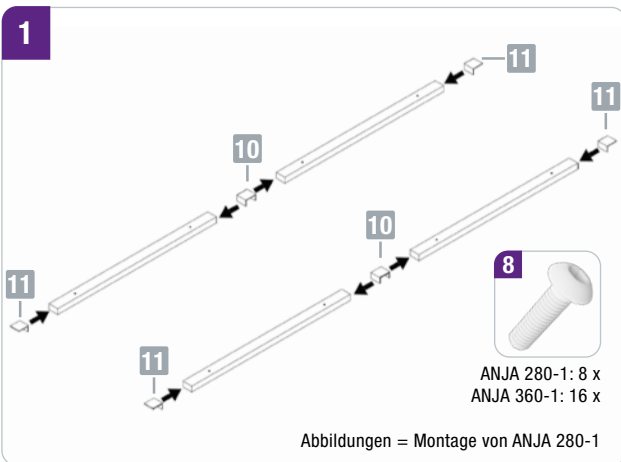 1
11
11
10
10
11
11
8
ANJA 280-1: 8 x
ANJA 360-1: 16 x
Abbildungen = Montage von ANJA 280-1